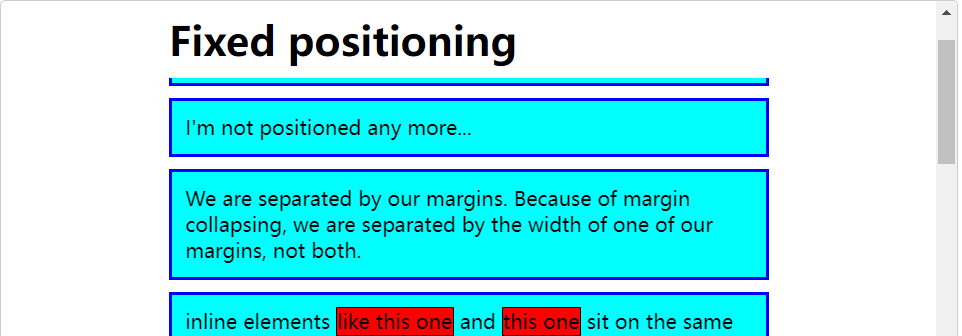 Fixed positioning
I'm not positioned any more...
We are separated by our margins. Because of margin
collapsing, we are separated by the width of one of our
margins, not both.
inline elements like this one and this one sit on the same